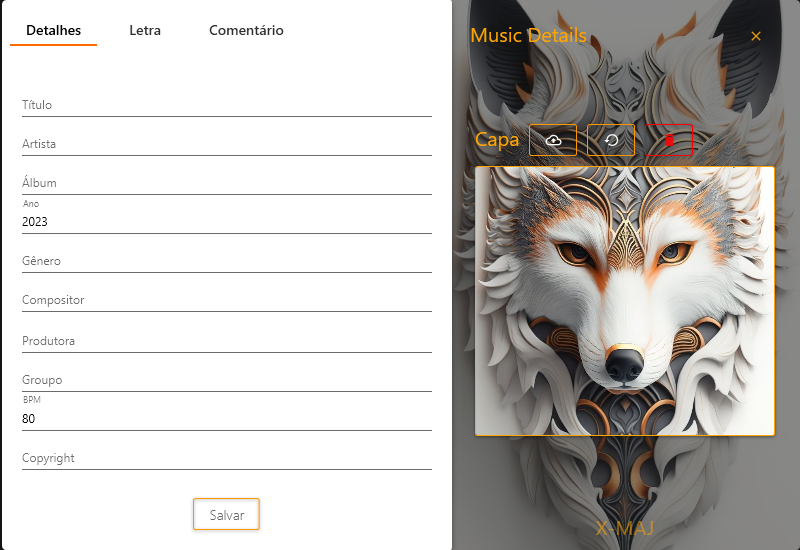 Detalhes Letra Comentário
Título
Artista
Álbum
Ano
2023
Gênero
Compositor
Produtora
Groupo
BPM
80
Copyright
Salvar
Music Details
Capa
X-MAJ